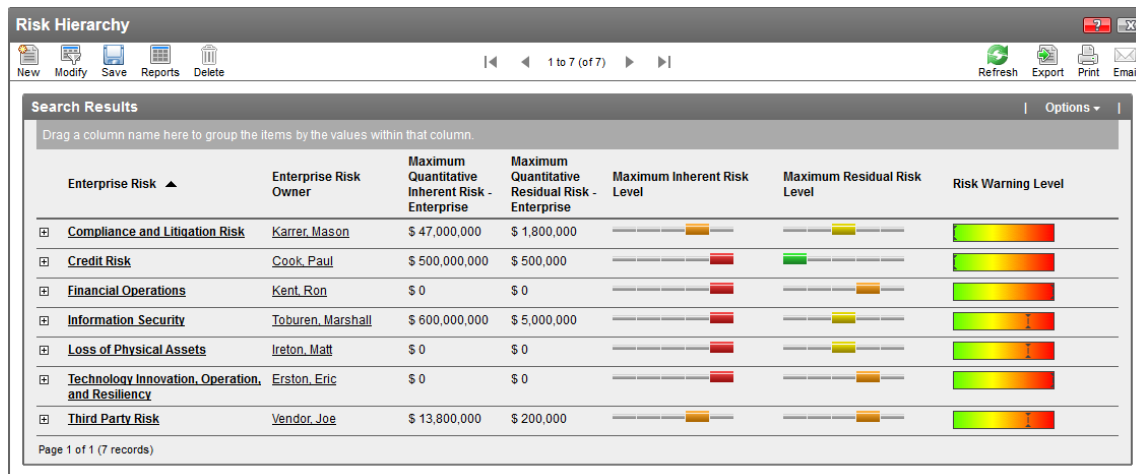 Risk Hierarchy
?
X
New Modify Save Reports Delete
1 to 7 (of 7)
Refresh Export Print Emai
Search Results | Options |
Drag a column name here to group the items by the values within that column.
Enterprise Risk
Enterprise Risk
Owner
Maximum
Quantitative
Inherent Risk -
Enterprise
Maximum
Quantitative
Residual Risk -
Enterprise
Maximum Inherent Risk
Level
Maximum Residual Risk
Level
Risk Warning Level
Compliance and Litigation Risk Karrer, Mason $ 47,000,000 $ 1,800,000
Credit Risk Cook, Paul $ 500,000,000 $ 500,000
Financial Operations Kent, Ron $ 0 $ 0
Information Security Toburen, Marshall $ 600,000,000 $ 5,000,000
Loss of Physical Assets Ireton, Matt $ 0 $ 0
Technology Innovation, Operation, Erston, Eric $ 0 $ 0
and Resiliency
Third Party Risk Vendor, Joe $ 13,800,000 $ 200,000
Page 1 of 1 (7 records)